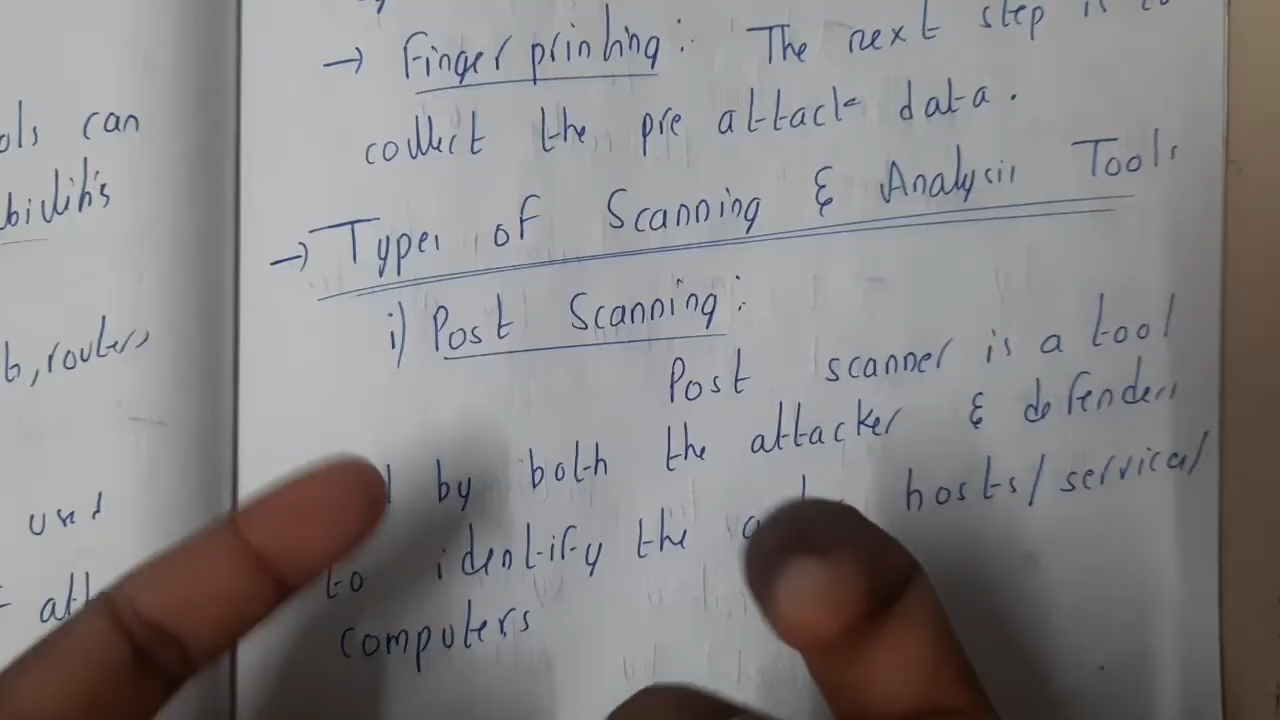 ols can
bilitis
b, routers
used
→ Finger printing: The next step is to
collect the pre attack data.
→ Types of Scanning & Analysis Tools
i) Post Scanning:
Post scanner is a tool
by both the attacker & defenders
to identify the hosts/services/
computers